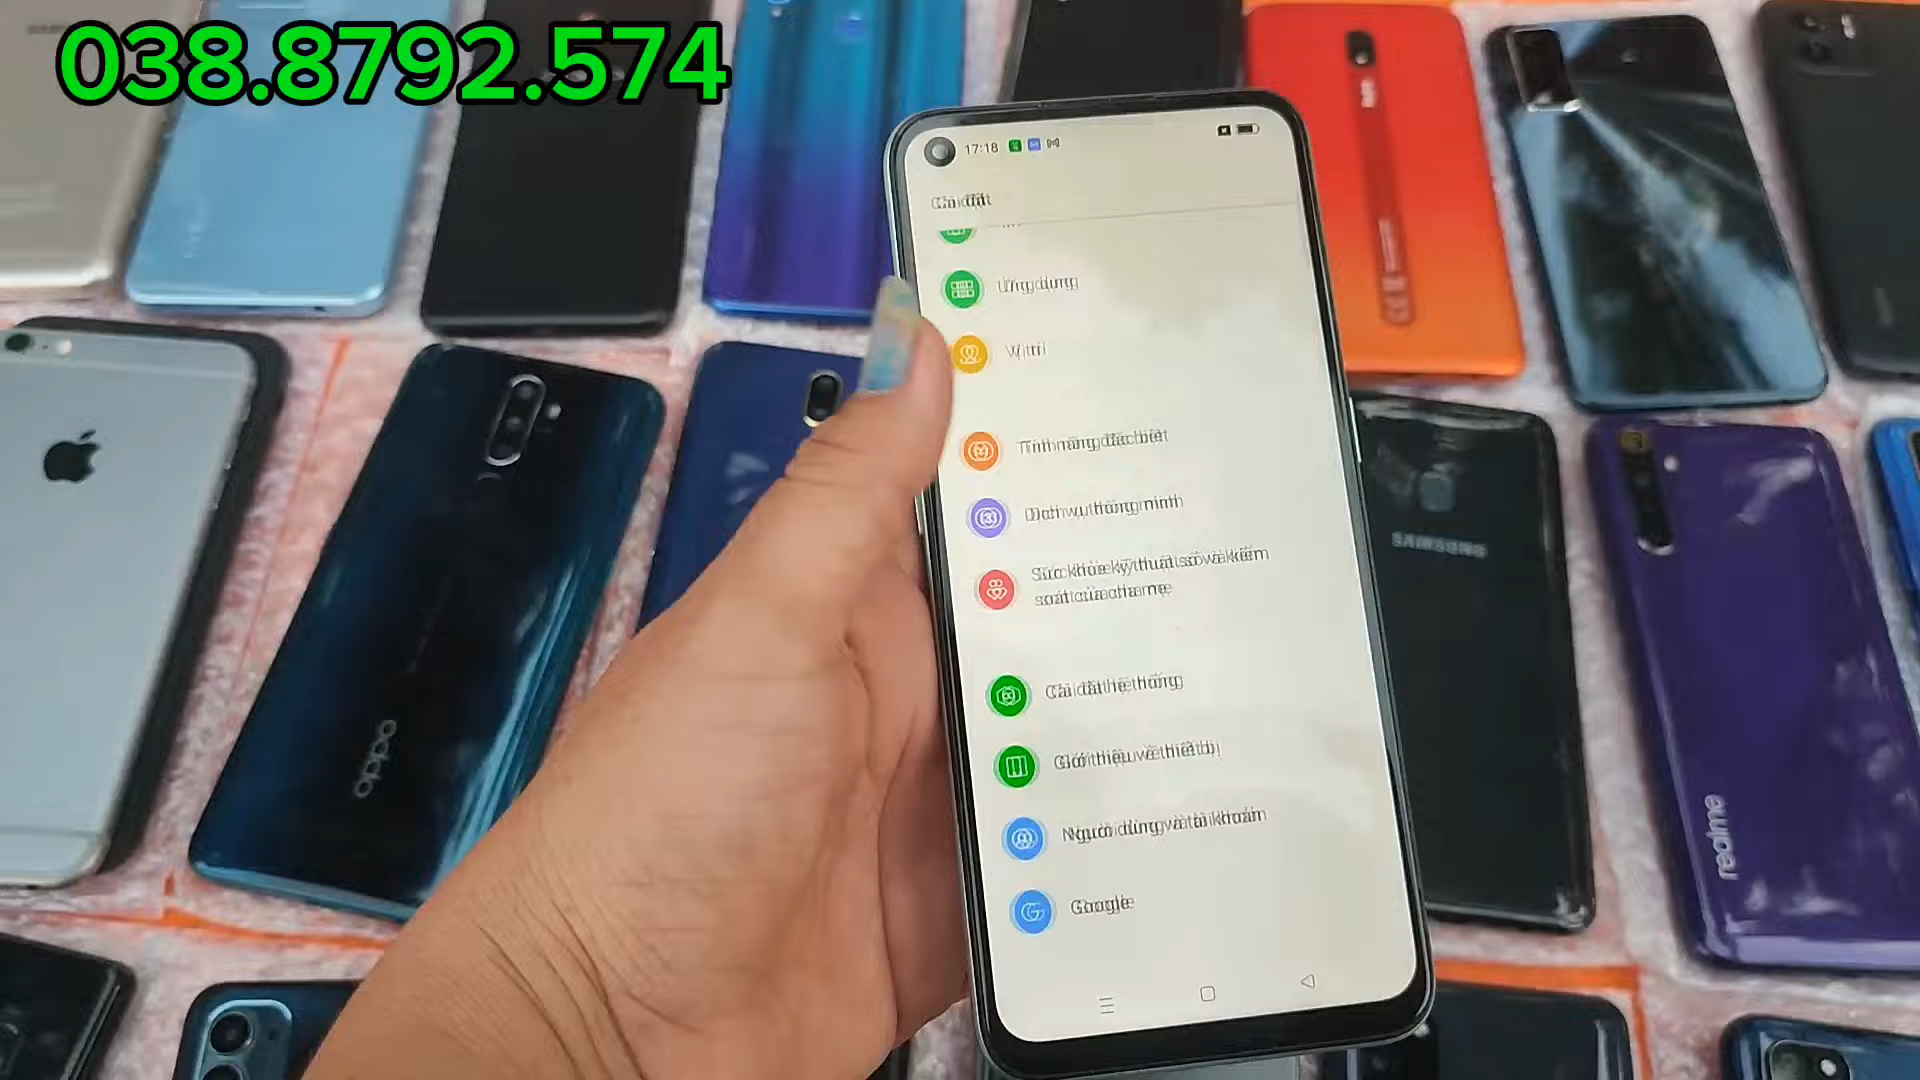 038.8792.574
17:18
Cài đặt
Ứng dụng
Vị trí
Tính năng đặc biệt
Dịch vụ thông minh
Sức khỏe kỹ thuật số và kiểm
soát của cha mẹ
Cài đặt hệ thống
Giới thiệu về thiết bị
Người dùng và tài khoản
Google
oppo
SAMSUNG
realme